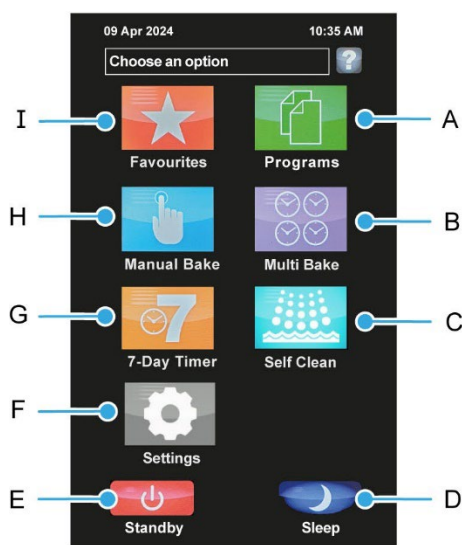 09 Apr 2024 10:35 AM
Choose an option ?
I A
Favourites Programs
H B
Manual Bake Multi Bake
G 7 C
7-Day Timer Self Clean
F
Settings
E D
Standby Sleep